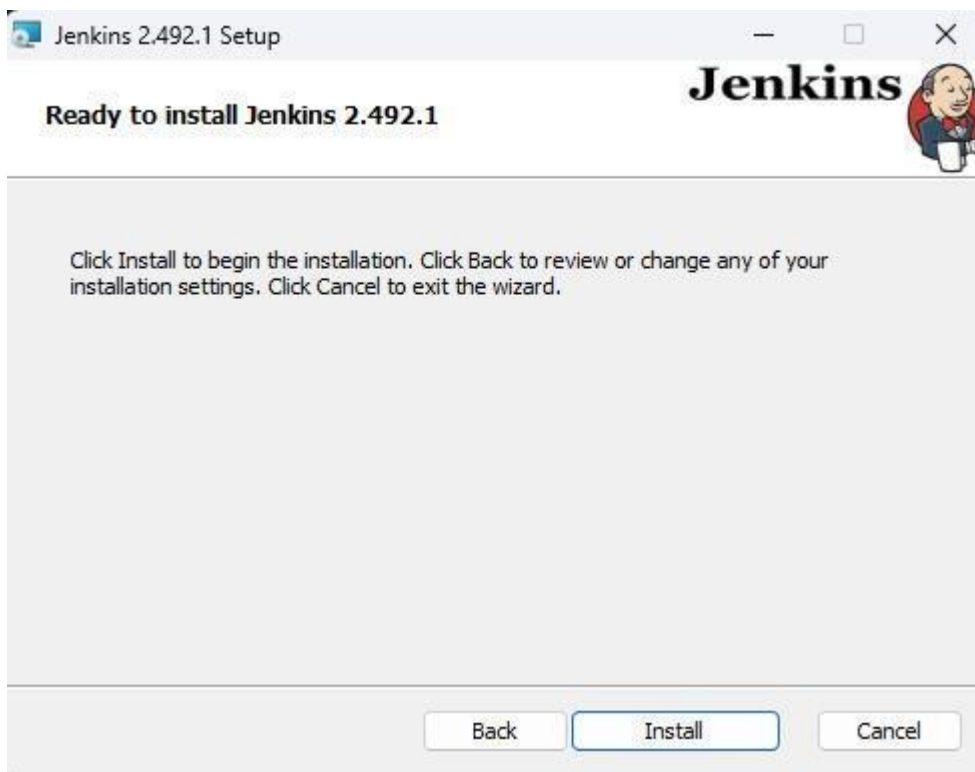 Jenkins 2.492.1 Setup
Jenkins
Ready to install Jenkins 2.492.1
Click Install to begin the installation. Click Back to review or change any of your
installation settings. Click Cancel to exit the wizard.
Back Install Cancel